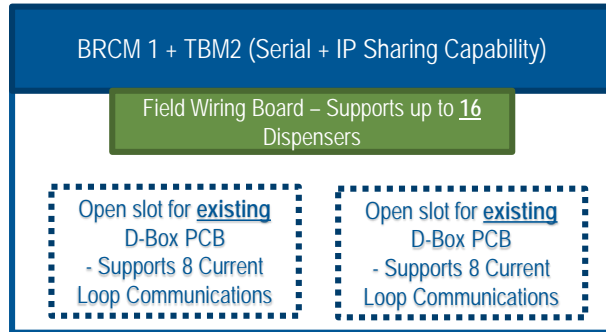 BRCM 1 + TBM2 (Serial + IP Sharing Capability)
Field Wiring Board – Supports up to 16
Dispensers
Open slot for existing
D-Box PCB
- Supports 8 Current
Loop Communications
Open slot for existing
D-Box PCB
- Supports 8 Current
Loop Communications